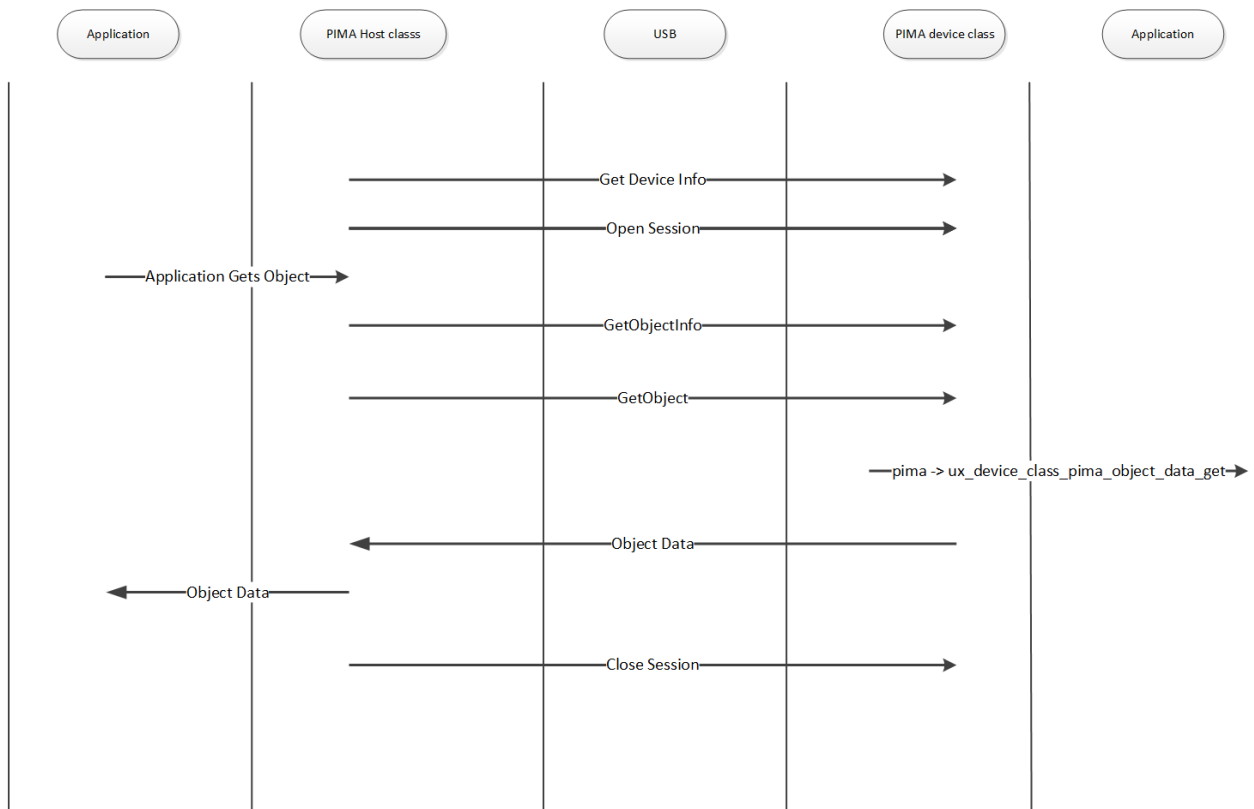 Application
PIMA Host classs
USB
PIMA device class
Application
Get Device Info
Open Session
Application Gets Object
GetObjectInfo
GetObject
pima -> ux_device_class_pima_object_data_get
Object Data
Object Data
Close Session